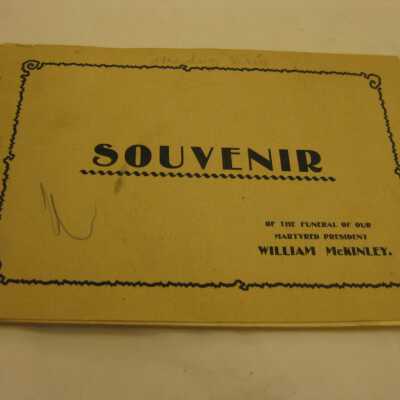 SOUVENIR
OF THE FUNERAL OF OUR
MARTYRED PRESIDENT
WILLIAM McKINLEY.